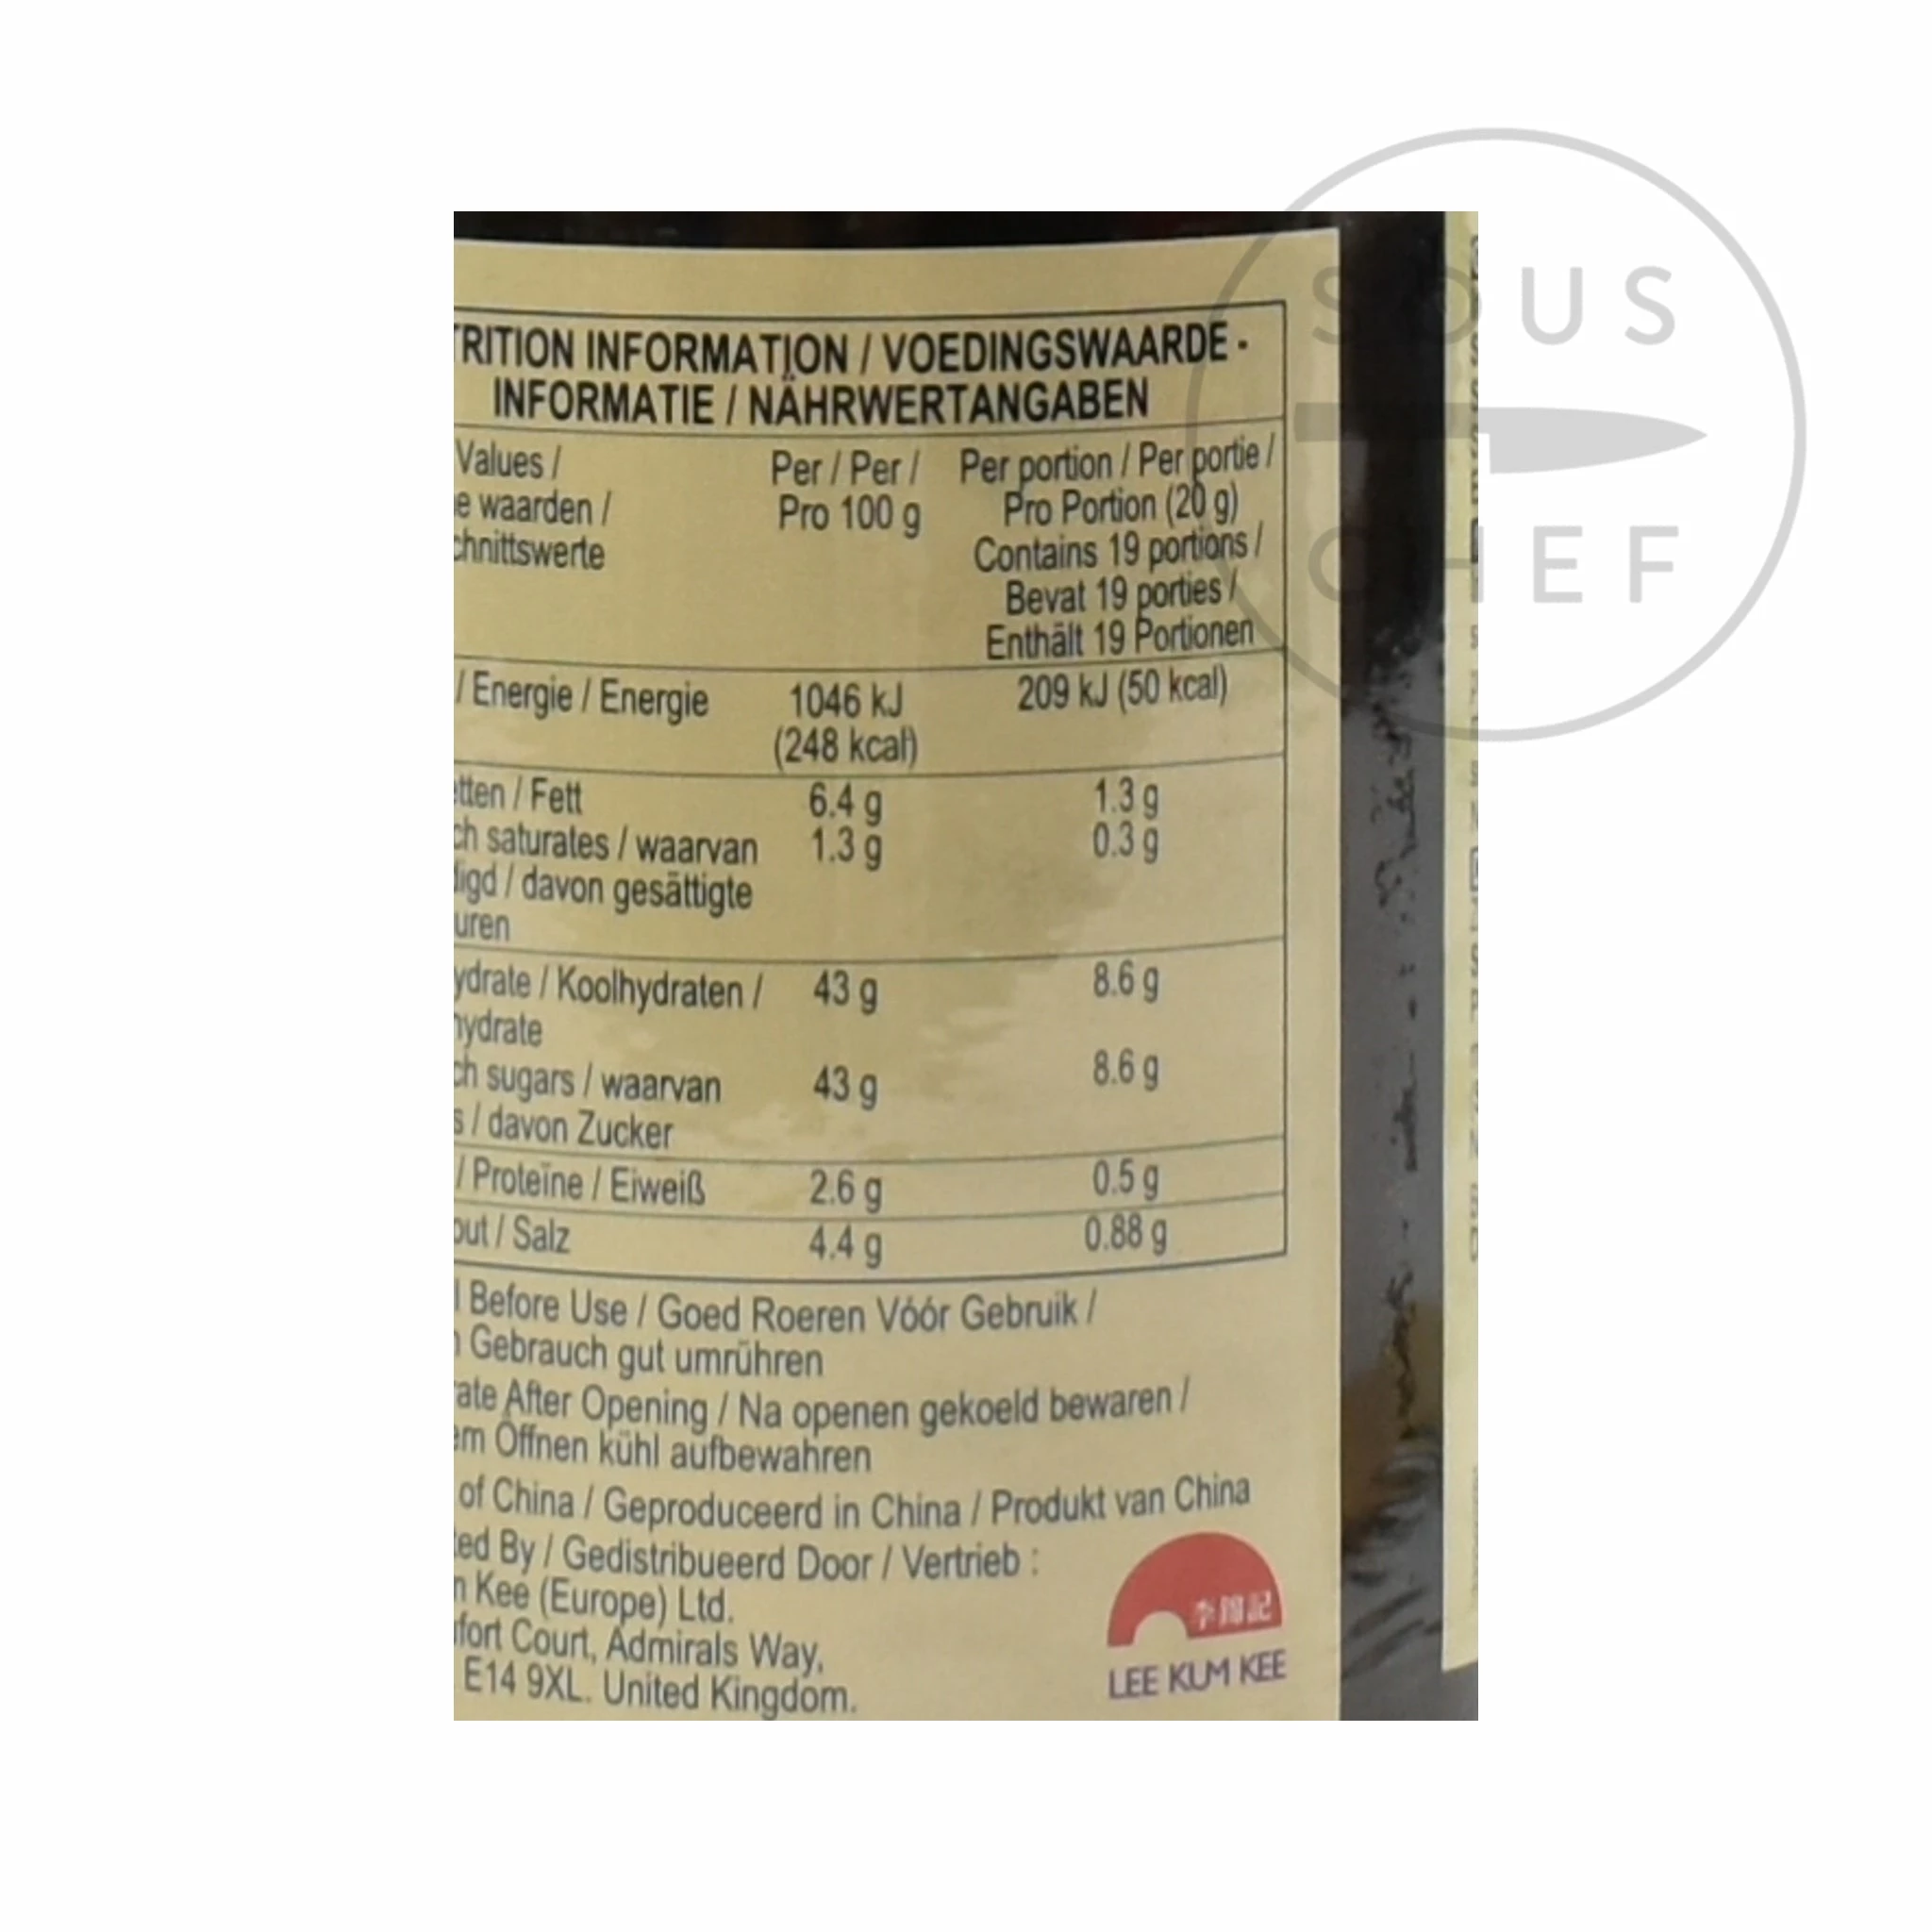 SOUS
CHEF
TRITION INFORMATION / VOEDINGSWAARDE -
INFORMATIE / NÄHRWERTANGABEN
Values /
e waarden /
chnittswerte
Per / Per /
Pro 100 g
Per portion / Per portie /
Pro Portion (20 g)
Contains 19 portions /
Bevat 19 porties /
Enthält 19 Portionen
/ Energie / Energie 1046 kJ 209 kJ (50 kcal)
(248 kcal)
etten / Fett 6.4 g 1.3 g
ch saturates / waarvan 1.3 g 0.3 g
digd / davon gesättigte
uren
ydrate / Koolhydraten / 43 g 8.6 g
hydrate
ch sugars / waarvan 43 g 8.6 g
s / davon Zucker
/ Proteïne / Eiweiß 2.6 g 0.5 g
out / Salz 4.4 g 0.88 g
l Before Use / Goed Roeren Vóór Gebruik /
Gebrauch gut umrühren
ate After Opening / Na openen gekoeld bewaren /
em Öffnen kühl aufbewahren
of China / Geproduceerd in China / Produkt van China
ted By / Gedistribueerd Door / Vertrieb :
n Kee (Europe) Ltd.
fort Court, Admirals Way,
E14 9XL. United Kingdom.
李錦記
LEE KUM KEE